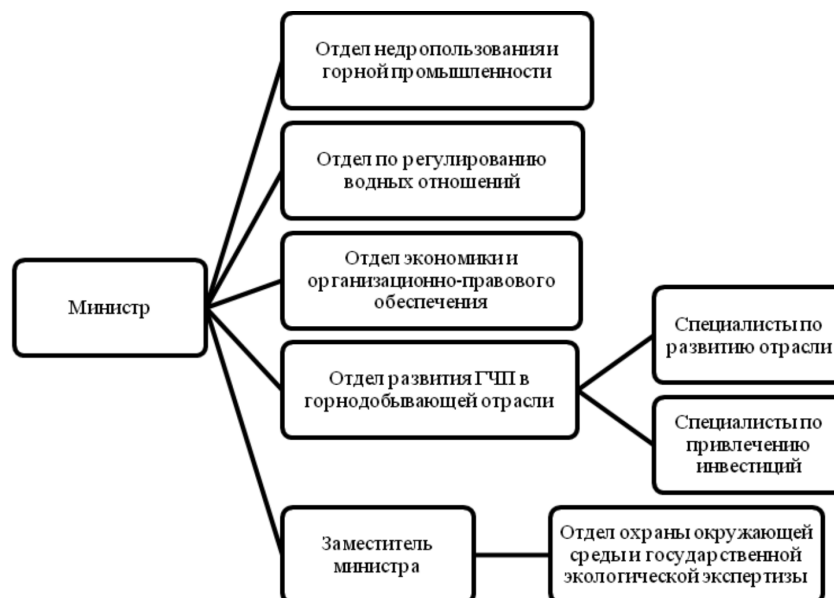 Отдел недропользования и
горной промышленности
Отдел по регулированию
водных отношений
Отдел экономики и
организационно-правового
обеспечения
Министр
Специалисты по
развитию отрасли
Отдел развития ГЧП в
горнодобывающей отрасли
Специалисты по
привлечению
инвестиций
Заместитель
министра
Отдел охраны окружающей
среды и государственной
экологической экспертизы